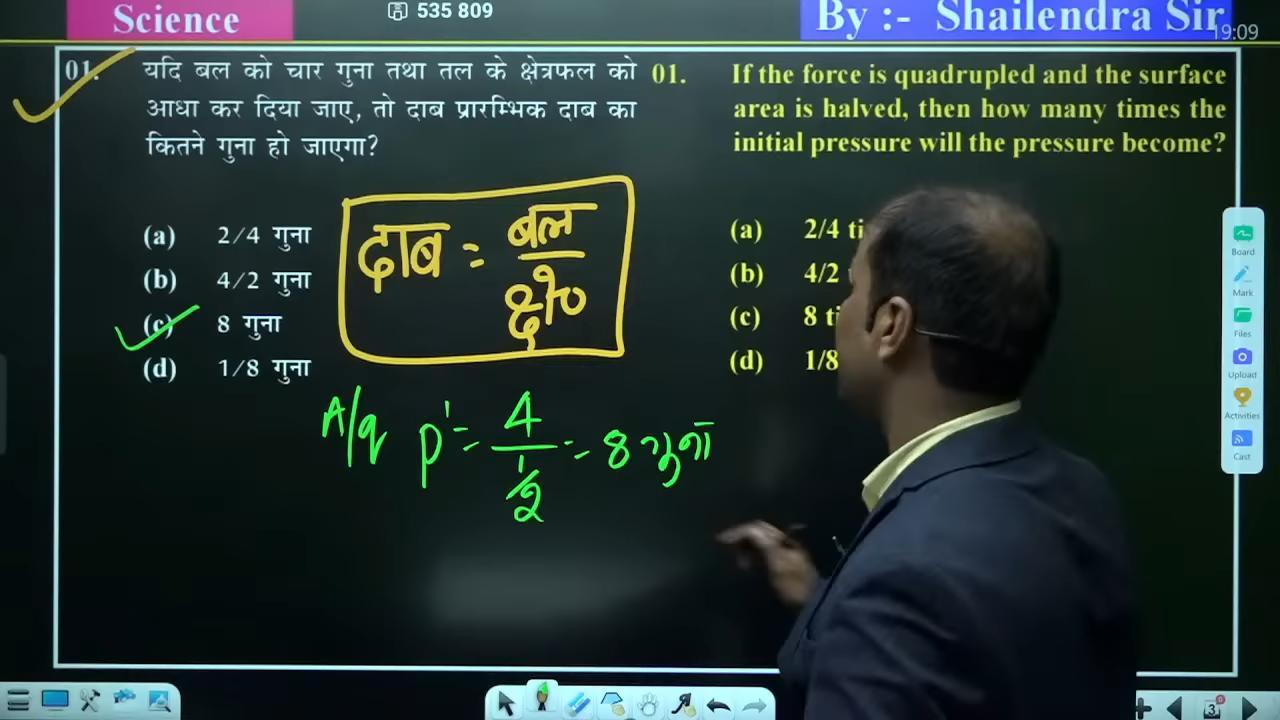 Science
535 809
By :- Shailendra Sir
19:09
01. यदि बल को चार गुना तथा तल के क्षेत्रफल को
आधा कर दिया जाए, तो दाब प्रारम्भिक दाब का
कितने गुना हो जाएगा?
(a) 2/4 गुना
(b) 4/2 गुना
(c) 8 गुना
(d) 1/8 गुना
दाब = बल
क्षे०
A/q P' = 4
1/2
= 8 गुना
01. If the force is quadrupled and the surface
area is halved, then how many times the
initial pressure will the pressure become?
(a) 2/4 ti
(b) 4/2
(c) 8 ti
(d) 1/8
Board
Mark
Files
Upload
Activities
Cast
3